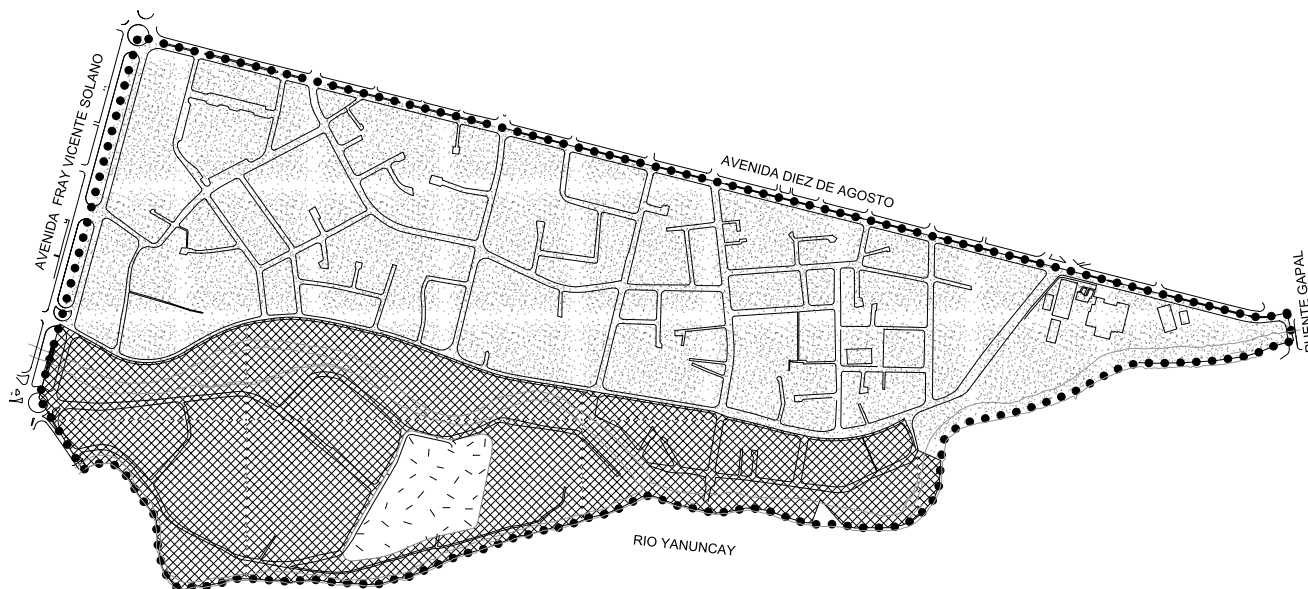 AVENIDA FRAY VICENTE SOLANO
AVENIDA DIEZ DE AGOSTO
PUENTE GAPAL
RIO YANUNCAY